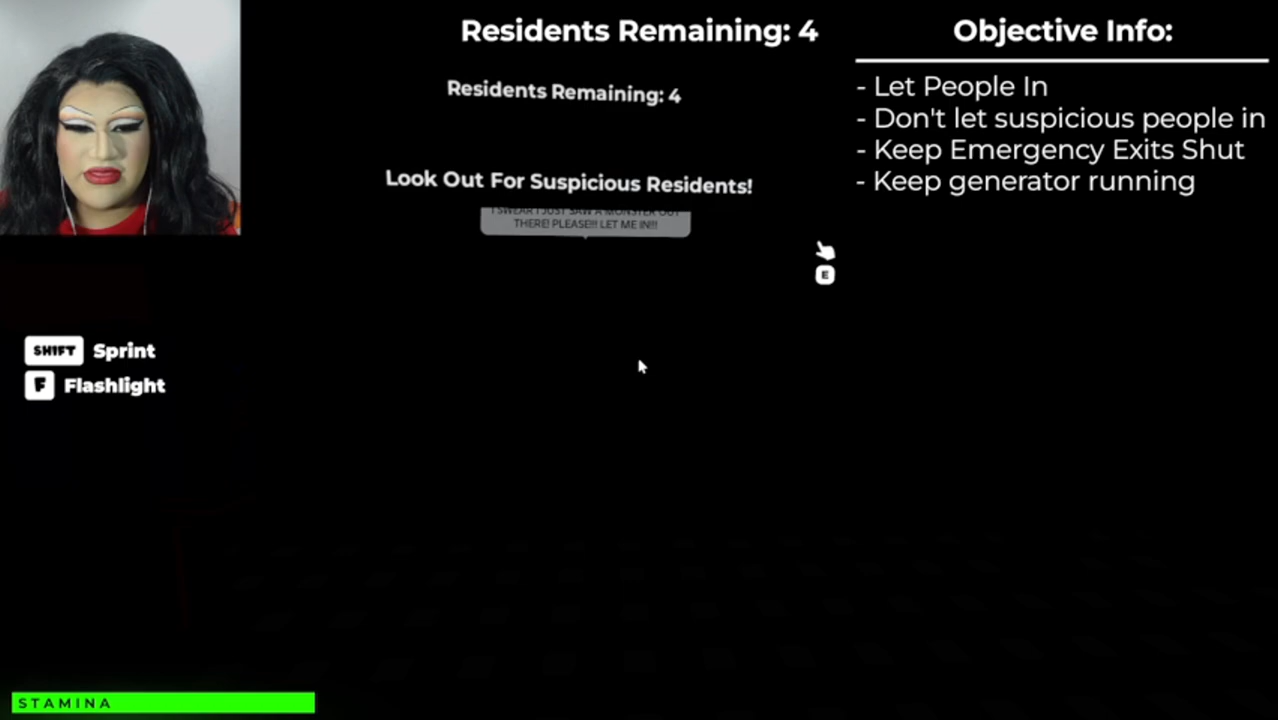 Residents Remaining: 4
Objective Info:
- Let People In
- Don't let suspicious people in
- Keep Emergency Exits Shut
- Keep generator running
Residents Remaining: 4
Look Out For Suspicious Residents!
I SWEAR I JUST SAW A MONSTER OUT
THERE! PLEASE!!! LET ME IN!!!
E
SHIFT Sprint
F Flashlight
STAMINA